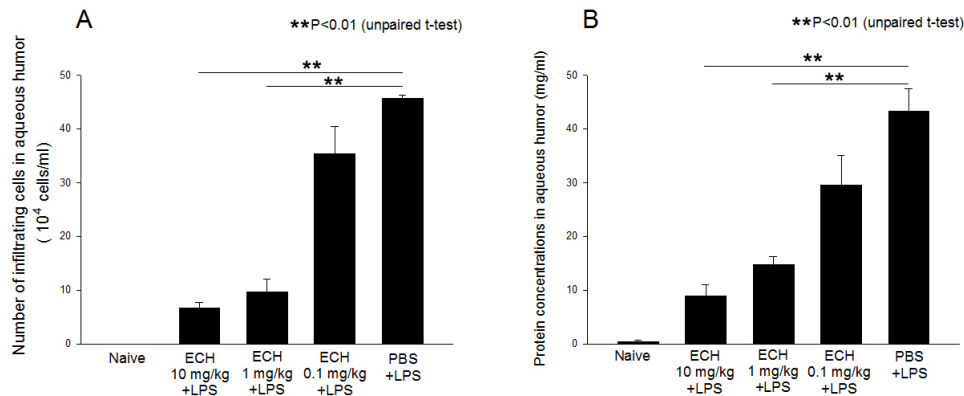 A
**P<0.01 (unpaired t-test)
**
**
Number of infiltrating cells in aqueous humor
( 10⁴ cells/ml)
50
40
30
20
10
0
Naive
ECH
10 mg/kg
+LPS
ECH
1 mg/kg
+LPS
ECH
0.1 mg/kg
+LPS
PBS
+LPS
B
**P<0.01 (unpaired t-test)
**
**
Protein concentrations in aqueous humor (mg/ml)
50
40
30
20
10
0
Naive
ECH
10 mg/kg
+LPS
ECH
1 mg/kg
+LPS
ECH
0.1 mg/kg
+LPS
PBS
+LPS